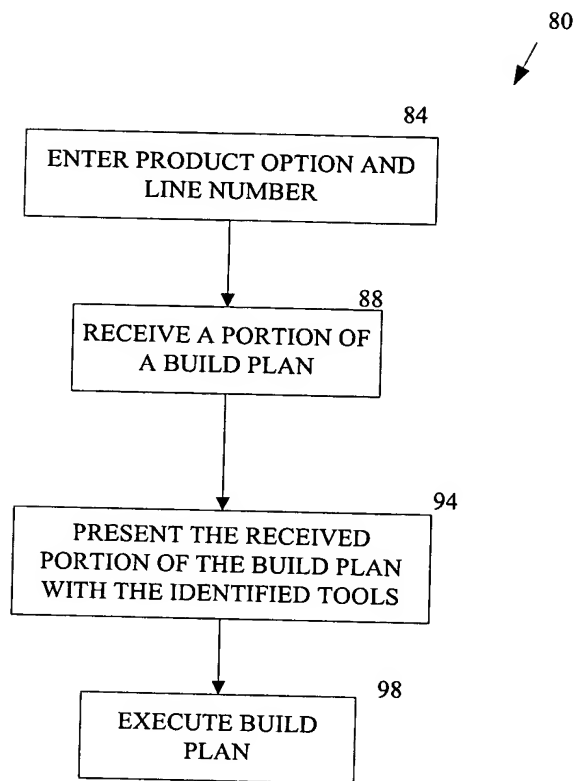 80
84
ENTER PRODUCT OPTION AND
LINE NUMBER
88
RECEIVE A PORTION OF
A BUILD PLAN
94
PRESENT THE RECEIVED
PORTION OF THE BUILD PLAN
WITH THE IDENTIFIED TOOLS
98
EXECUTE BUILD
PLAN